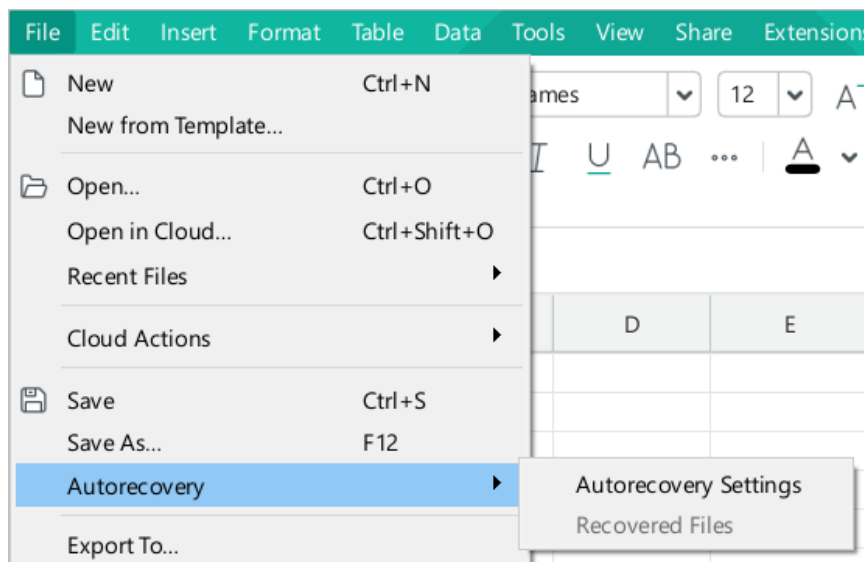 File Edit Insert Format Table Data Tools View Share Extensions
New Ctrl+N
ames 12
New from Template...
U AB A
Open... Ctrl+O
Open in Cloud... Ctrl+Shift+O
Recent Files
D E
Cloud Actions
Save Ctrl+S
Save As... F12
Autorecovery
Autorecovery Settings
Recovered Files
Export To...